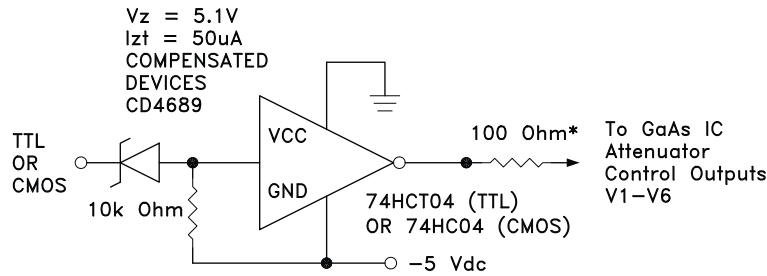 Vz = 5.1V
Izt = 50uA
COMPENSATED
DEVICES
CD4689
TTL
OR
CMOS
10k Ohm
VCC
GND
74HCT04 (TTL)
OR 74HC04 (CMOS)
-5 Vdc
100 Ohm*
To GaAs IC
Attenuator
Control Outputs
V1-V6